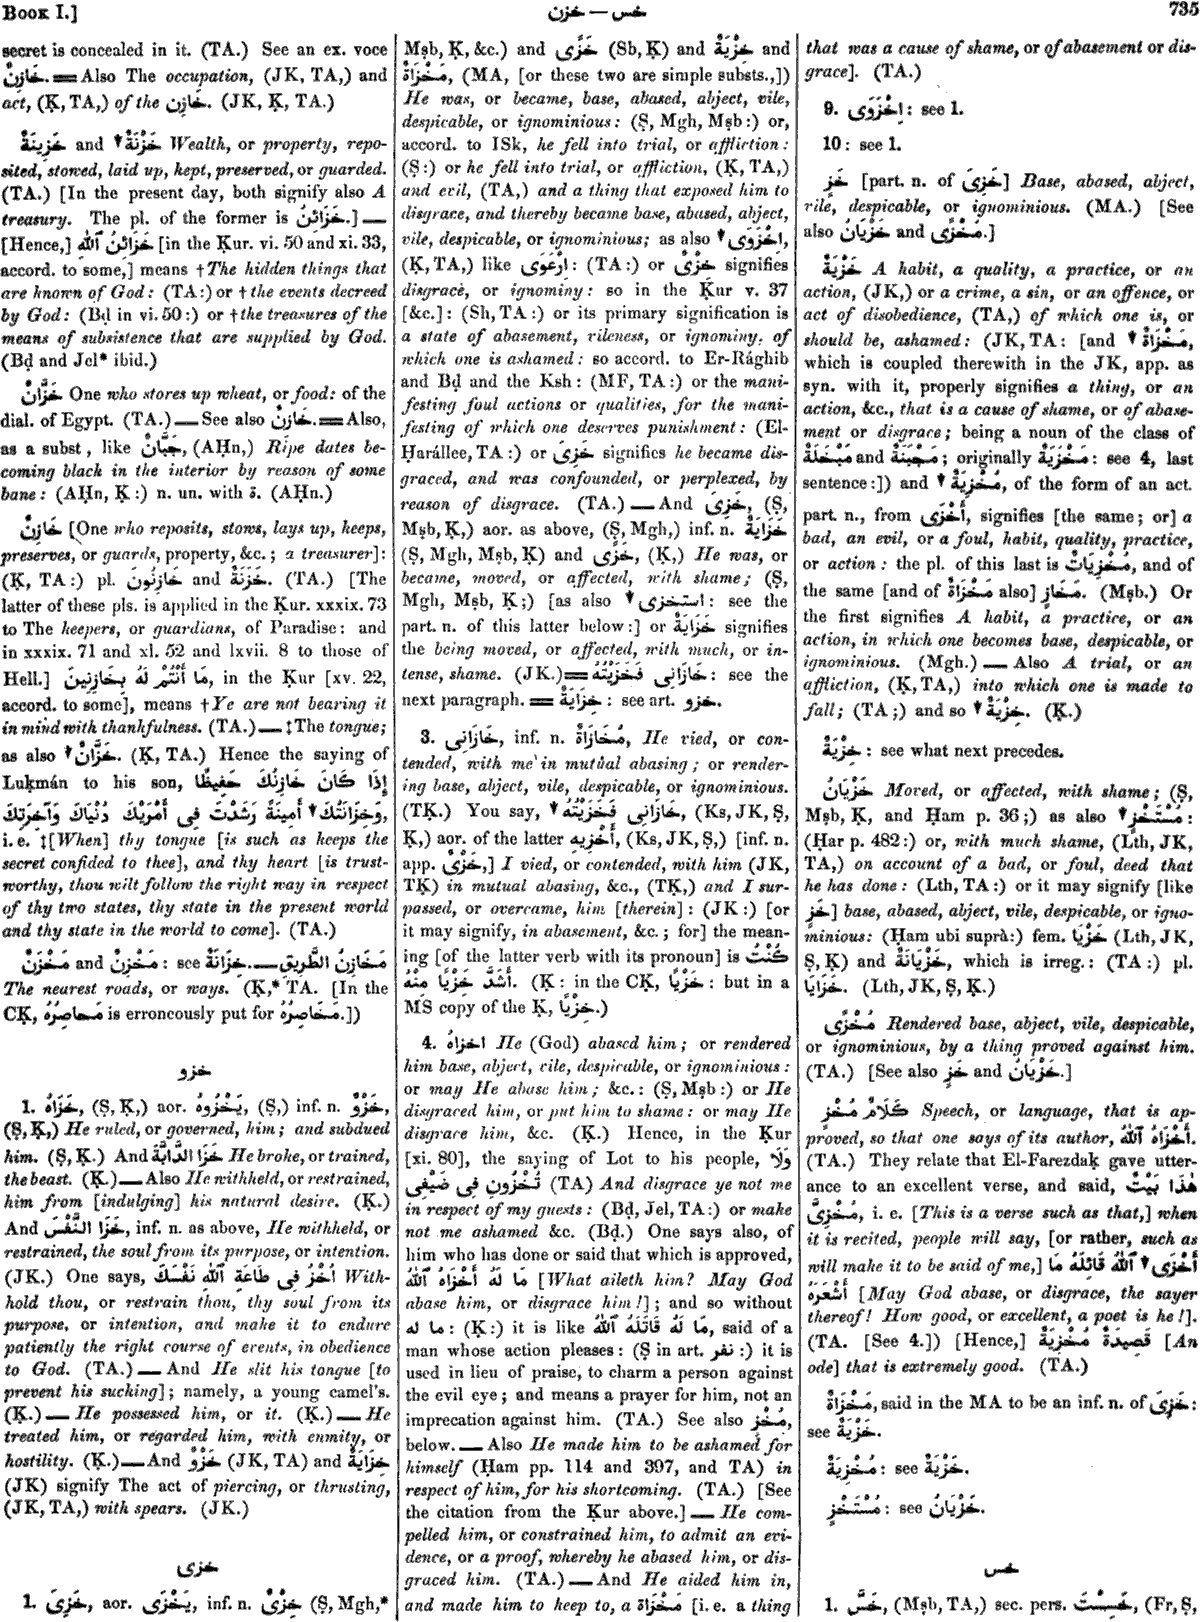 Book I.]
خزن — خس
735
secret is concealed in it. (TA.) See an ex. voce
خَازِنٌ.═Also The occupation, (JK, TA,) and
act, (Ḳ, TA,) of the خَازِن. (JK, Ḳ, TA.)
خَزِينَةٌ and ▼خَزْنَةٌ Wealth, or property, repo-
sited, stowed, laid up, kept, preserved, or guarded.
(TA.) [In the present day, both signify also A
treasury. The pl. of the former is خَزَائِنُ.] —
[Hence,] خَزَائِنُ ٱللّٰهِ [in the Ḳur. vi. 50 and xi. 33,
accord. to some,] means †The hidden things that
are known of God: (TA:) or †the events decreed
by God: (Bḍ in vi. 50:) or †the treasures of the
means of subsistence that are supplied by God.
(Bḍ and Jel* ibid.)
خَزَّانٌ One who stores up wheat, or food: of the
dial. of Egypt. (TA.) — See also خَازِنٌ.═Also,
as a subst, like جَبَّانٌ, (AḤn,) Ripe dates be-
coming black in the interior by reason of some
bane: (AḤn, Ḳ:) n. un. with ة. (AḤn.)
خَازِنٌ [One who reposits, stows, lays up, keeps,
preserves, or guards, property, &c.; a treasurer]:
(Ḳ, TA:) pl. خَازِنُونَ and خَزَنَةٌ. (TA.) [The
latter of these pls. is applied in the Ḳur. xxxix. 73
to The keepers, or guardians, of Paradise: and
in xxxix. 71 and xl. 52 and lxvii. 8 to those of
Hell.] مَا أَنْتُمْ لَهُ بِخَازِنِينَ, in the Ḳur [xv. 22,
accord. to some], means †Ye are not bearing it
in mind with thankfulness. (TA.) — ‡The tongue;
as also ▼خَزَّانٌ. (Ḳ, TA.) Hence the saying of
Luḳmán to his son, إِذَا كَانَ خَازِنُكَ حَفِيظًا
وَخِزَانَتُكَ▼ أَمِينَةً رَشَدْتَ فِى أَمْرَيْكَ دُنْيَاكَ وَآخِرَتِكَ,
i. e. ‡[When] thy tongue [is such as keeps the
secret confided to thee], and thy heart [is trust-
worthy, thou wilt follow the right way in respect
of thy two states, thy state in the present world
and thy state in the world to come]. (TA.)
مَخْزَنٌ and مَخْزِنٌ: see خِزَانَةٌ.—مَخَازِنُ الطَّرِيقِ
The nearest roads, or ways. (Ḳ,* TA. [In the
CḲ, مَحاصِرُهُ is erroneously put for مَخَاصِرُهُ.])
خزو
1. خَزَاهُ, (Ṣ, Ḳ,) aor. يَخْزُوهُ, (Ṣ,) inf. n. خَزْوٌ,
(Ṣ, Ḳ,) He ruled, or governed, him; and subdued
him. (Ṣ, Ḳ.) And خَزَا الدَّابَّةَ He broke, or trained,
the beast. (Ḳ.) — Also He withheld, or restrained,
him from [indulging] his natural desire. (Ḳ.)
And خَزَا النَّفْسَ, inf. n. as above, He withheld, or
restrained, the soul from its purpose, or intention.
(JK.) One says, اُخْزُ فِى طَاعَةِ ٱللّٰهِ نَفْسَكَ With-
hold thou, or restrain thou, thy soul from its
purpose, or intention, and make it to endure
patiently the right course of events, in obedience
to God. (TA.) — And He slit his tongue [to
prevent his sucking]; namely, a young camel's.
(Ḳ.) — He possessed him, or it. (Ḳ.) — He
treated him, or regarded him, with enmity, or
hostility. (Ḳ.) — And خَزْوٌ (JK, TA) and خَزَايَةٌ
(JK) signify The act of piercing, or thrusting,
(JK, TA,) with spears. (JK.)
خزى
1. خَزِىَ, aor. يَخْزَى, inf. n. خِزْىٌ (Ṣ, Mgh,*
Mṣb, Ḳ, &c.) and خَزًى (Sb, Ḳ) and خِزْيَةٌ and
مَخْزَاةٌ, (MA, [or these two are simple substs.,])
He was, or became, base, abased, abject, vile,
despicable, or ignominious: (Ṣ, Mgh, Mṣb:) or,
accord. to ISk, he fell into trial, or affliction:
(Ṣ:) or he fell into trial, or affliction, (Ḳ, TA,)
and evil, (TA,) and a thing that exposed him to
disgrace, and thereby became base, abased, abject,
vile, despicable, or ignominious; as also ▼اِخْزَوَى,
(Ḳ, TA,) like اِرْعَوَى: (TA:) or خِزْىٌ signifies
disgrace, or ignominy: so in the Ḳur v. 37
[&c.]: (Sh, TA:) or its primary signification is
a state of abasement, vileness, or ignominy, of
which one is ashamed: so accord. to Er-Rághib
and Bḍ and the Ksh: (MF, TA:) or the mani-
festing foul actions or qualities, for the mani-
festing of which one deserves punishment: (El-
Ḥarállee, TA:) or خَزِىَ signifies he became dis-
graced, and was confounded, or perplexed, by
reason of disgrace. (TA.) — And خَزِىَ, (Ṣ,
Mṣb, Ḳ,) aor. as above, (Ṣ, Mgh,) inf. n. خَزَايَةٌ
(Ṣ, Mgh, Mṣb, Ḳ) and خَزًى, (Ḳ,) He was, or
became, moved, or affected, with shame; (Ṣ,
Mgh, Mṣb, Ḳ;) [as also ▼استخزى: see the
part. n. of this latter below:] or خَزَايَةٌ signifies
the being moved, or affected, with much, or in-
tense, shame. (JK.)═خَازَانِى فَخَزَيْتُهُ: see the
next paragraph. ═ خَزَايَةٌ: see art. خزو.
3. خَازَانِى, inf. n. مُخَازَاةٌ, He vied, or con-
tended, with me in mutual abasing; or render-
ing base, abject, vile, despicable, or ignominious.
(TḲ.) You say, خَازَانِى فَخَزَيْتُهُ▼, (Ks, JK, Ṣ,
Ḳ,) aor. of the latter أَخْزِيهِ, (Ks, JK, Ṣ,) [inf. n.
app. خَزْىٌ,] I vied, or contended, with him (JK,
TḲ) in mutual abasing, &c., (TḲ,) and I sur-
passed, or overcame, him [therein]: (JK:) [or
it may signify, in abasement, &c.; for] the mean-
ing [of the latter verb with its pronoun] is كُنْتُ
أَشَدَّ خِزْيًا مِنْهُ. (Ḳ: in the CḲ, خَزْيًا: but in a
MS copy of the Ḳ, خِزْيًا.)
4. اخزاهُ He (God) abased him; or rendered
him base, abject, vile, despicable, or ignominious:
or may He abase him; &c.: (Ṣ, Mṣb:) or He
disgraced him, or put him to shame: or may He
disgrace him, &c. (Ḳ.) Hence, in the Ḳur
[xi. 80], the saying of Lot to his people, وَلَا
تُخْزُونِ فِى ضَيْفِى (TA) And disgrace ye not me
in respect of my guests: (Bḍ, Jel, TA:) or make
not me ashamed &c. (Bḍ.) One says also, of
him who has done or said that which is approved,
مَا لَهُ أَخْزَاهُ ٱللّٰهُ [What aileth him? May God
abase him, or disgrace him!]; and so without
ما له: (Ḳ:) it is like مَا لَهُ قَاتَلَهُ ٱللّٰهُ, said of a
man whose action pleases: (Ṣ in art. نفر:) it is
used in lieu of praise, to charm a person against
the evil eye; and means a prayer for him, not an
imprecation against him. (TA.) See also مُخْزٍ,
below. — Also He made him to be ashamed for
himself (Ḥam pp. 114 and 397, and TA) in
respect of him, for his shortcoming. (TA.) [See
the citation from the Ḳur above.] — He com-
pelled him, or constrained him, to admit an evi-
dence, or a proof, whereby he abased him, or dis-
graced him. (TA.) — And He aided him in,
and made him to keep to, a مَخْزَاة [i. e. a thing
that was a cause of shame, or of abasement or dis-
grace]. (TA.)
9. اِخْزَوَى: see 1.
10: see 1.
خَزٍ [part. n. of خَزِىَ] Base, abased, abject,
vile, despicable, or ignominious. (MA.) [See
also خَزْيَانُ and مُخْزًى.]
خَزْيَةٌ A habit, a quality, a practice, or an
action, (JK,) or a crime, a sin, or an offence, or
act of disobedience, (TA,) of which one is, or
should be, ashamed: (JK, TA: [and ▼مَخْزَاةٌ,
which is coupled therewith in the JK, app. as
syn. with it, properly signifies a thing, or an
action, &c., that is a cause of shame, or of abase-
ment or disgrace; being a noun of the class of
مَبْخَلَةٌ and مَجْبَنَةٌ; originally مَخْزَيَةٌ: see 4, last
sentence:]) and ▼مُخْزِيَةٌ, of the form of an act.
part. n., from أَخْزَى, signifies [the same; or] a
bad, an evil, or a foul, habit, quality, practice,
or action: the pl. of this last is مُخْزِيَاتٌ, and of
the same [and of مَخْزَاةٌ also] مَخَازٍ. (Mṣb.) Or
the first signifies A habit, a practice, or an
action, in which one becomes base, despicable, or
ignominious. (Mgh.) — Also A trial, or an
affliction, (Ḳ, TA,) into which one is made to
fall; (TA;) and so ▼خِزْيَةٌ. (Ḳ.)
خِزْيَةٌ: see what next precedes.
خَزْيَانُ Moved, or affected, with shame; (Ṣ,
Mṣb, Ḳ, and Ḥam p. 36;) as also ▼مُسْتَخْزٍ:
(Ḥar p. 482:) or, with much shame, (Lth, JK,
TA,) on account of a bad, or foul, deed that
he has done: (Lth, TA:) or it may signify [like
خَزٍ] base, abased, abject, vile, despicable, or igno-
minious: (Ḥam ubi suprà:) fem. خَزْيَا (Lth, JK,
Ṣ, Ḳ) and خَزْيَانَةٌ, which is irreg.: (TA:) pl.
خَزَايَا. (Lth, JK, Ṣ, Ḳ.)
مُخْزًى Rendered base, abject, vile, despicable,
or ignominious, by a thing proved against him.
(TA.) [See also خَزٍ and خَزْيَانُ.]
كَلَامٌ مُخْزٍ Speech, or language, that is ap-
proved, so that one says of its author, أَخْزَاهُ ٱللّٰهُ.
(TA.) They relate that El-Farezdaḳ gave utter-
ance to an excellent verse, and said, هٰذَا بَيْتٌ
مُخْزِىٌّ, i. e. [This is a verse such as that,] when
it is recited, people will say, [or rather, such as
will make it to be said of me,] أَخْزَى▼ ٱللّٰهُ قَائِلَهُ مَا
أَشْعَرَهُ [May God abase, or disgrace, the sayer
thereof! How good, or excellent, a poet is he!].
(TA. [See 4.]) [Hence,] قَصِيدَةٌ مُخْزِيَةٌ [An
ode] that is extremely good. (TA.)
مَخْزَاةٌ, said in the MA to be an inf. n. of خَزِىَ:
see خَزْيَةٌ.
مُخْزِيَةٌ: see خَزْيَةٌ.
مُسْتَخْزٍ: see خَزْيَانُ.
خس
1. خَسَّ, (Mṣb, TA,) sec. pers. خَسِسْتَ, (Fr, Ṣ,